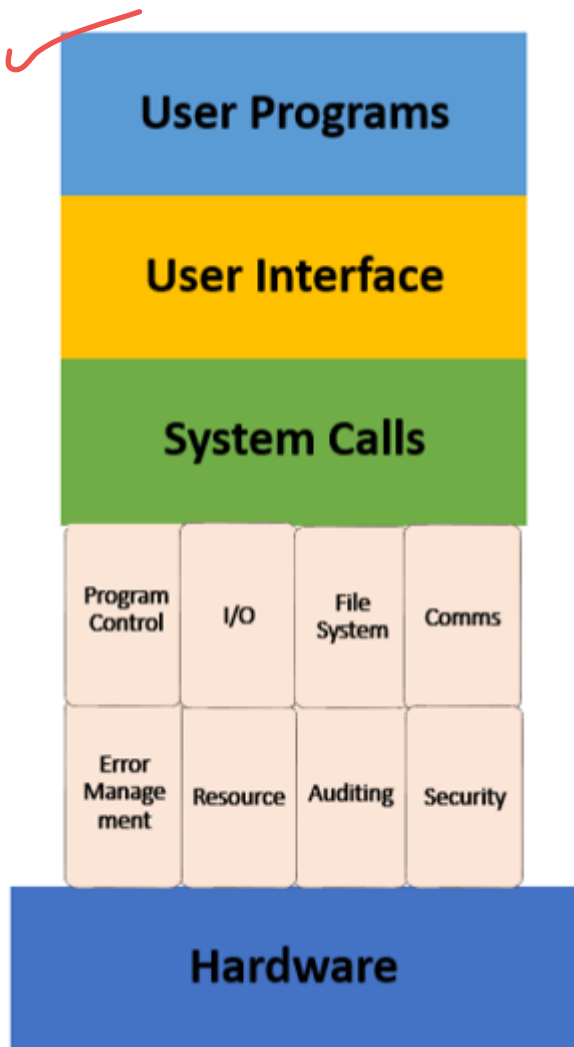 User Programs
User Interface
System Calls
Program
Control
I/O
File
System
Comms
Error
Manage
ment
Resource
Auditing
Security
Hardware